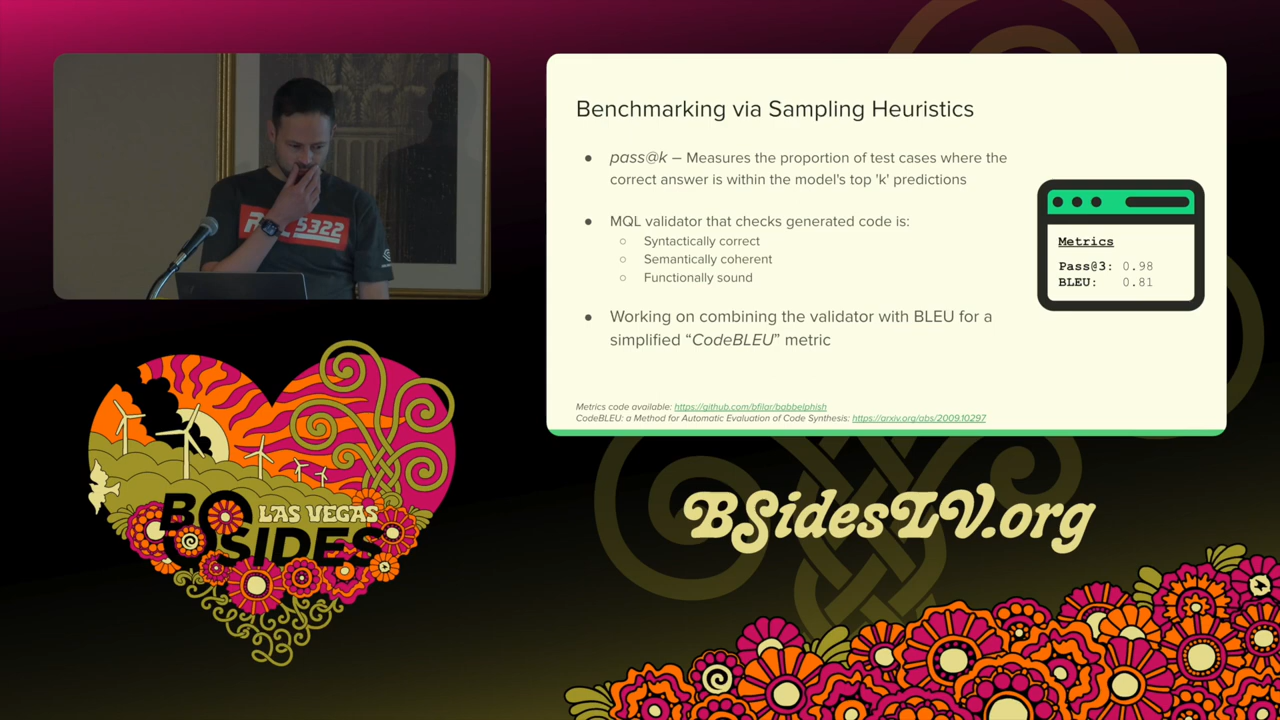 Benchmarking via Sampling Heuristics
● pass@k – Measures the proportion of test cases where the
correct answer is within the model's top 'k' predictions
● MQL validator that checks generated code is:
○ Syntactically correct
○ Semantically coherent
○ Functionally sound
● Working on combining the validator with BLEU for a
simplified “CodeBLEU” metric
Metrics
Pass@3: 0.98
BLEU: 0.81
Metrics code available: https://github.com/bfilar/babbelphish
CodeBLEU: a Method for Automatic Evaluation of Code Synthesis: https://arxiv.org/abs/2009.10297
5322
LAS VEGAS
BSIDES
BSidesLV.org